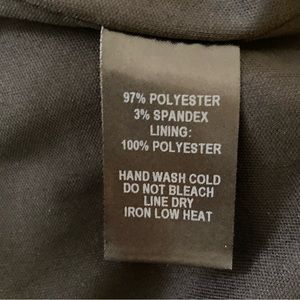 97% POLYESTER
3% SPANDEX
LINING:
100% POLYESTER
HAND WASH COLD
DO NOT BLEACH
LINE DRY
IRON LOW HEAT